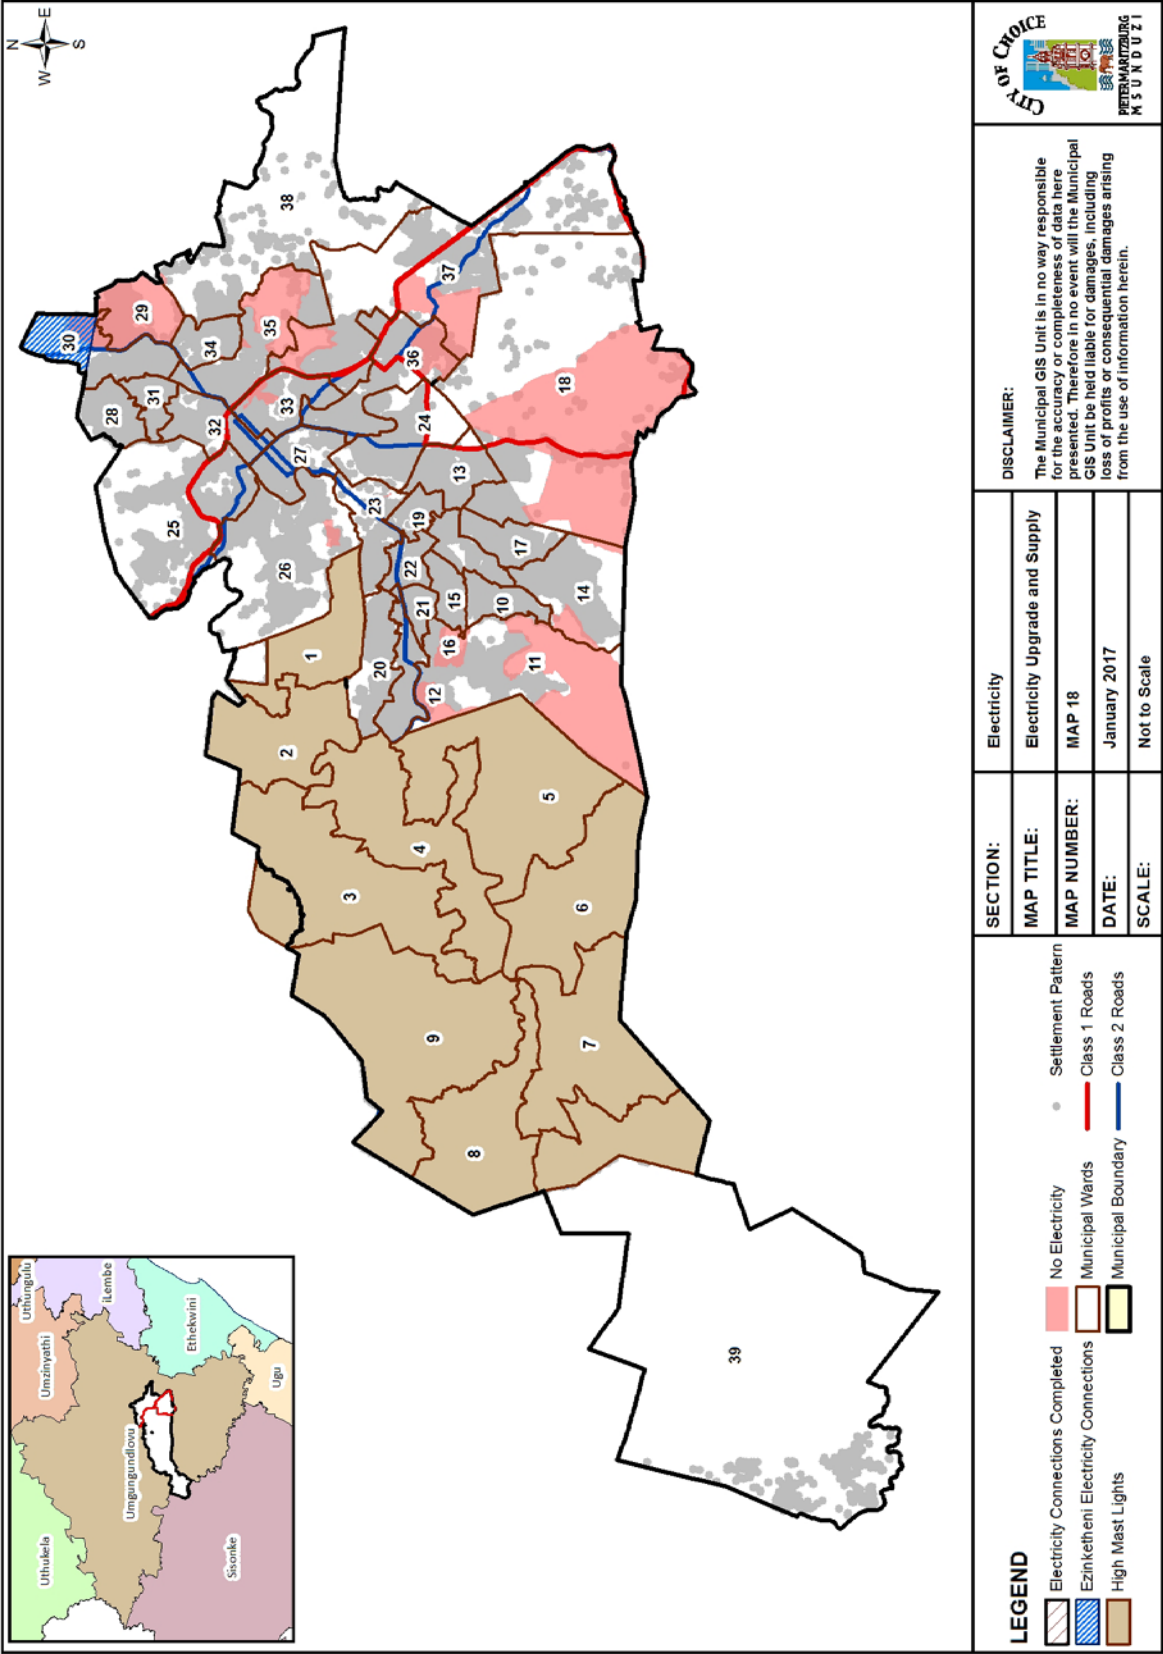 N
W
E
S
Uthukela
Umzinyathi
Uthungulu
iLembe
Umgungundlovu
Ethekwini
Ugu
Sisonke
1
2
3
4
5
6
7
8
9
10
11
12
13
14
15
16
17
18
19
20
21
22
23
24
25
26
27
28
29
30
31
32
33
34
35
36
37
38
39
LEGEND
Electricity Connections Completed
Ezinketheni Electricity Connections
High Mast Lights
No Electricity
Municipal Wards
Municipal Boundary
Settlement Pattern
Class 1 Roads
Class 2 Roads
SECTION:
Electricity
MAP TITLE:
Electricity Upgrade and Supply
MAP NUMBER:
MAP 18
DATE:
January 2017
SCALE:
Not to Scale
DISCLAIMER:
The Municipal GIS Unit is in no way responsible
for the accuracy or completeness of data here
presented. Therefore in no event will the Municipal
GIS Unit be held liable for damages, including
loss of profits or consequential damages arising
from the use of information herein.
CITY OF CHOICE
PIETERMARITZBURG
MSUNDUZI